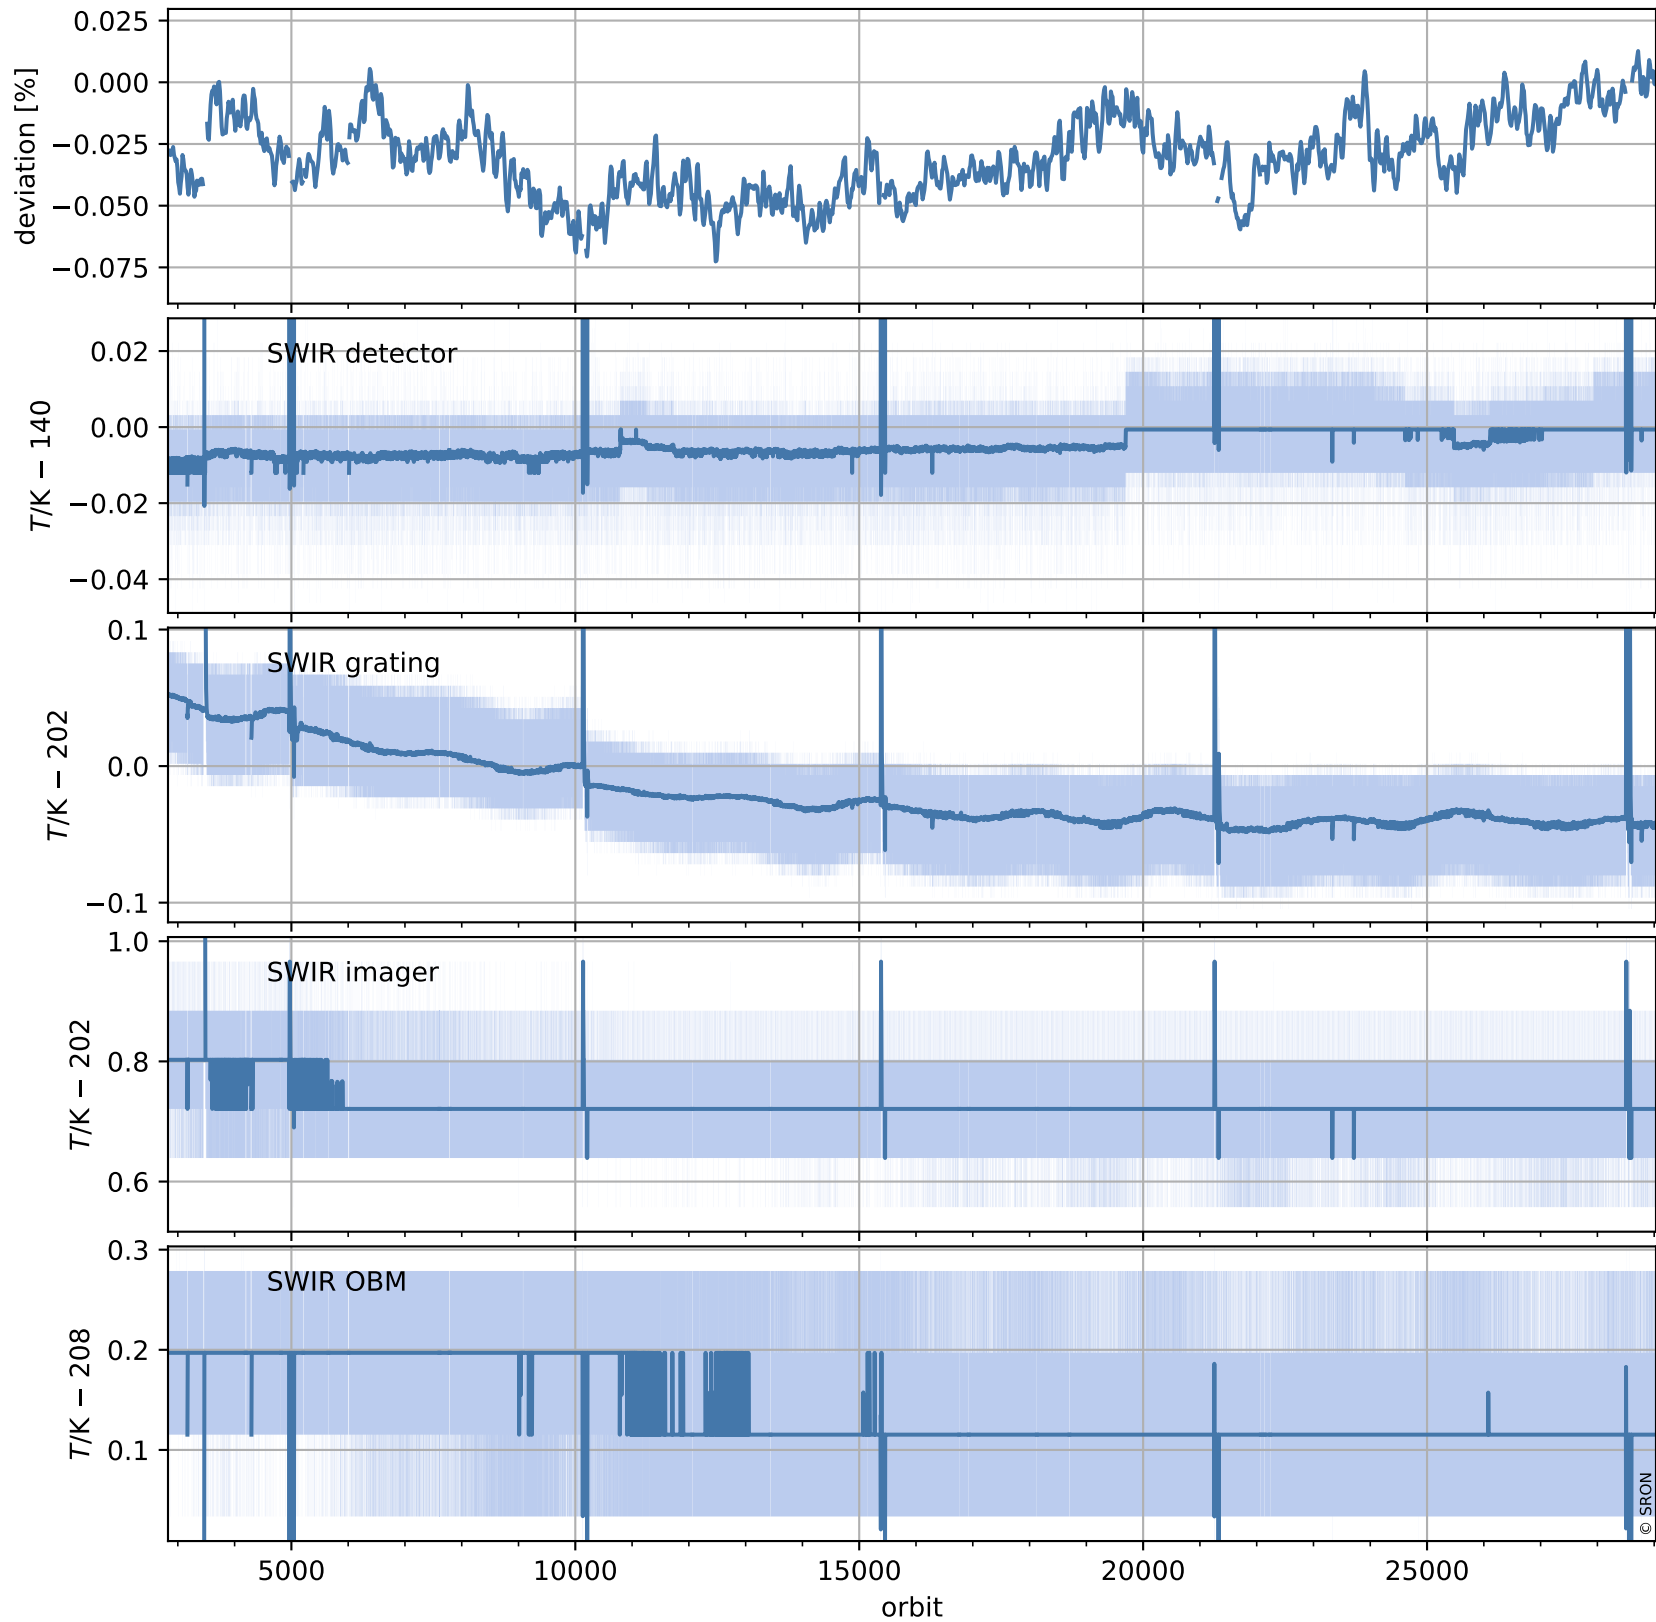 0.025
0.000
−0.025
−0.050
−0.075
deviation [%]
SWIR detector
0.02
0.00
−0.02
−0.04
T/K − 140
SWIR grating
0.1
0.0
−0.1
T/K − 202
SWIR imager
1.0
0.8
0.6
T/K − 202
SWIR OBM
0.3
0.2
0.1
T/K − 208
© SRON
5000 10000 15000 20000 25000
orbit